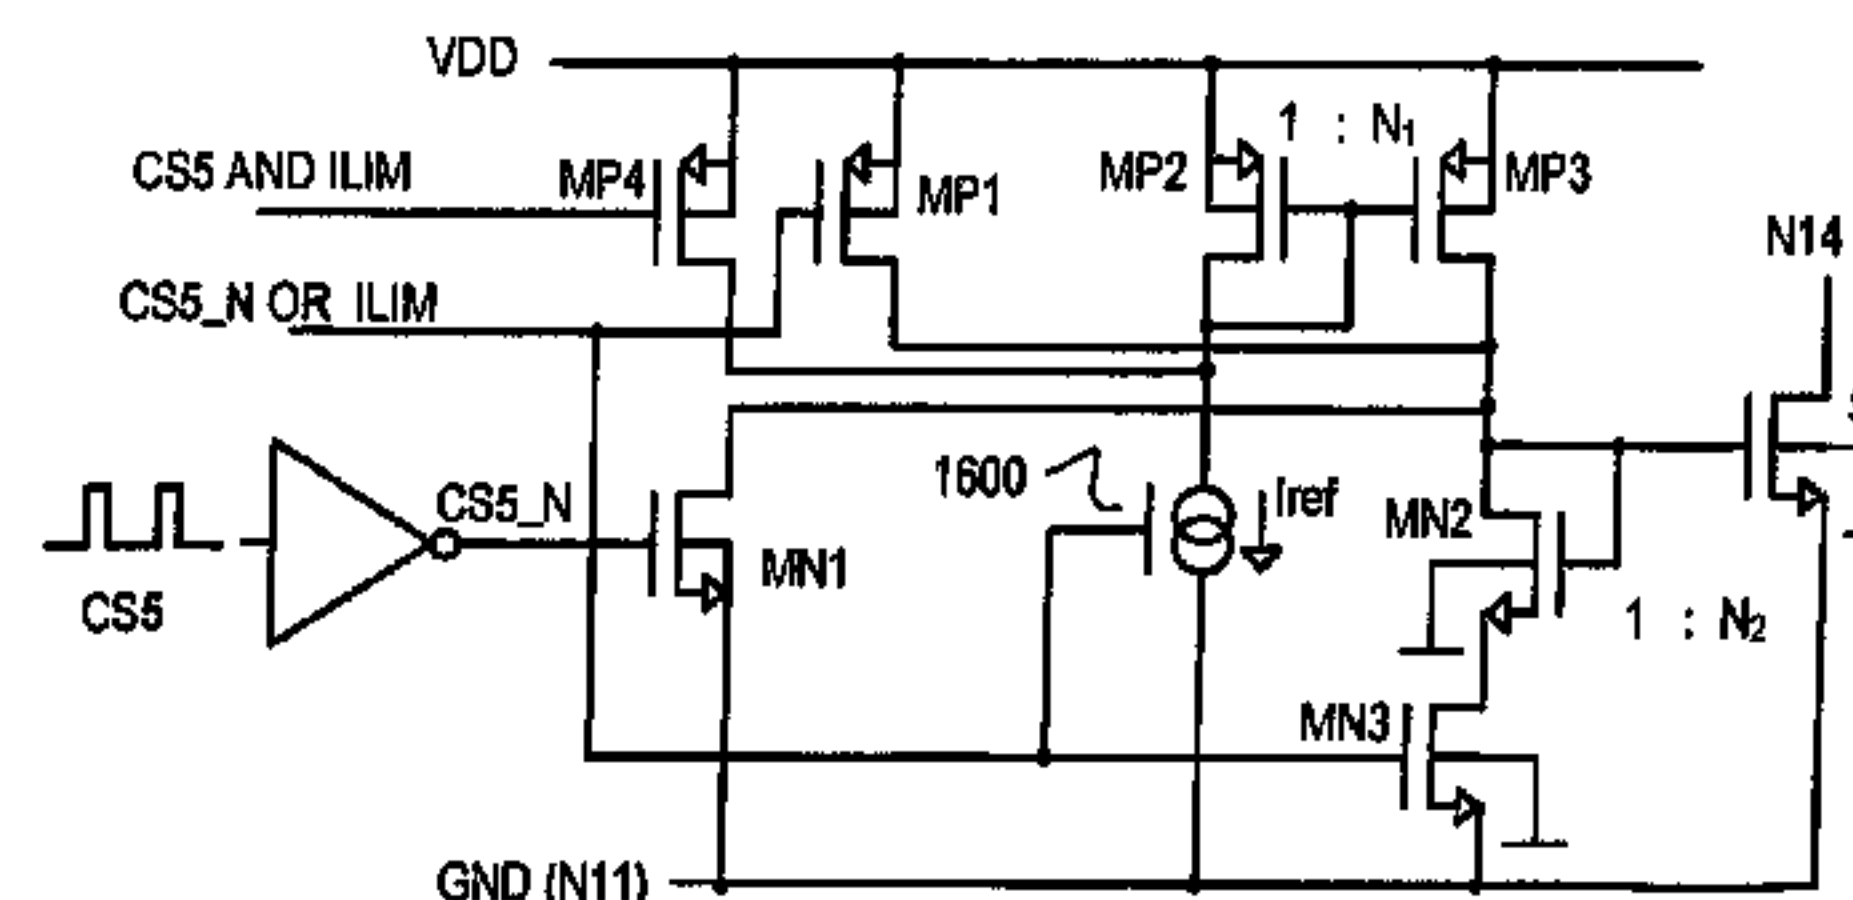 VDD
1 : N1
CS5 AND ILIM
MP4
MP1
MP2
MP3
N14
CS5_N OR ILIM
1600
Iref
CS5_N
MN2
MN1
CS5
1 : N2
MN3
GND (N11)